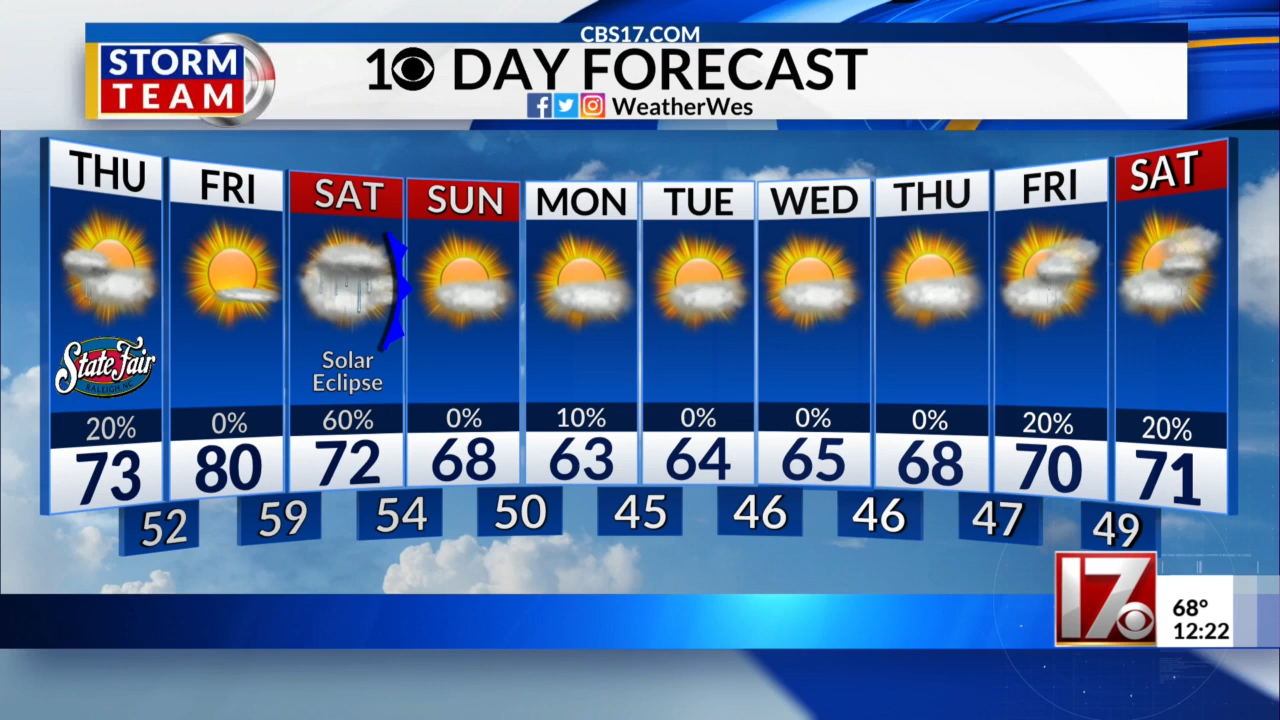 CBS17.COM
STORM
TEAM
10 DAY FORECAST
WeatherWes
THU FRI SAT SUN MON TUE WED THU FRI SAT
State Fair
RALEIGH, NC
Solar
Eclipse
20% 0% 60% 0% 10% 0% 0% 0% 20% 20%
73 80 72 68 63 64 65 68 70 71
52 59 54 50 45 46 46 47 49
17
68°
12:22